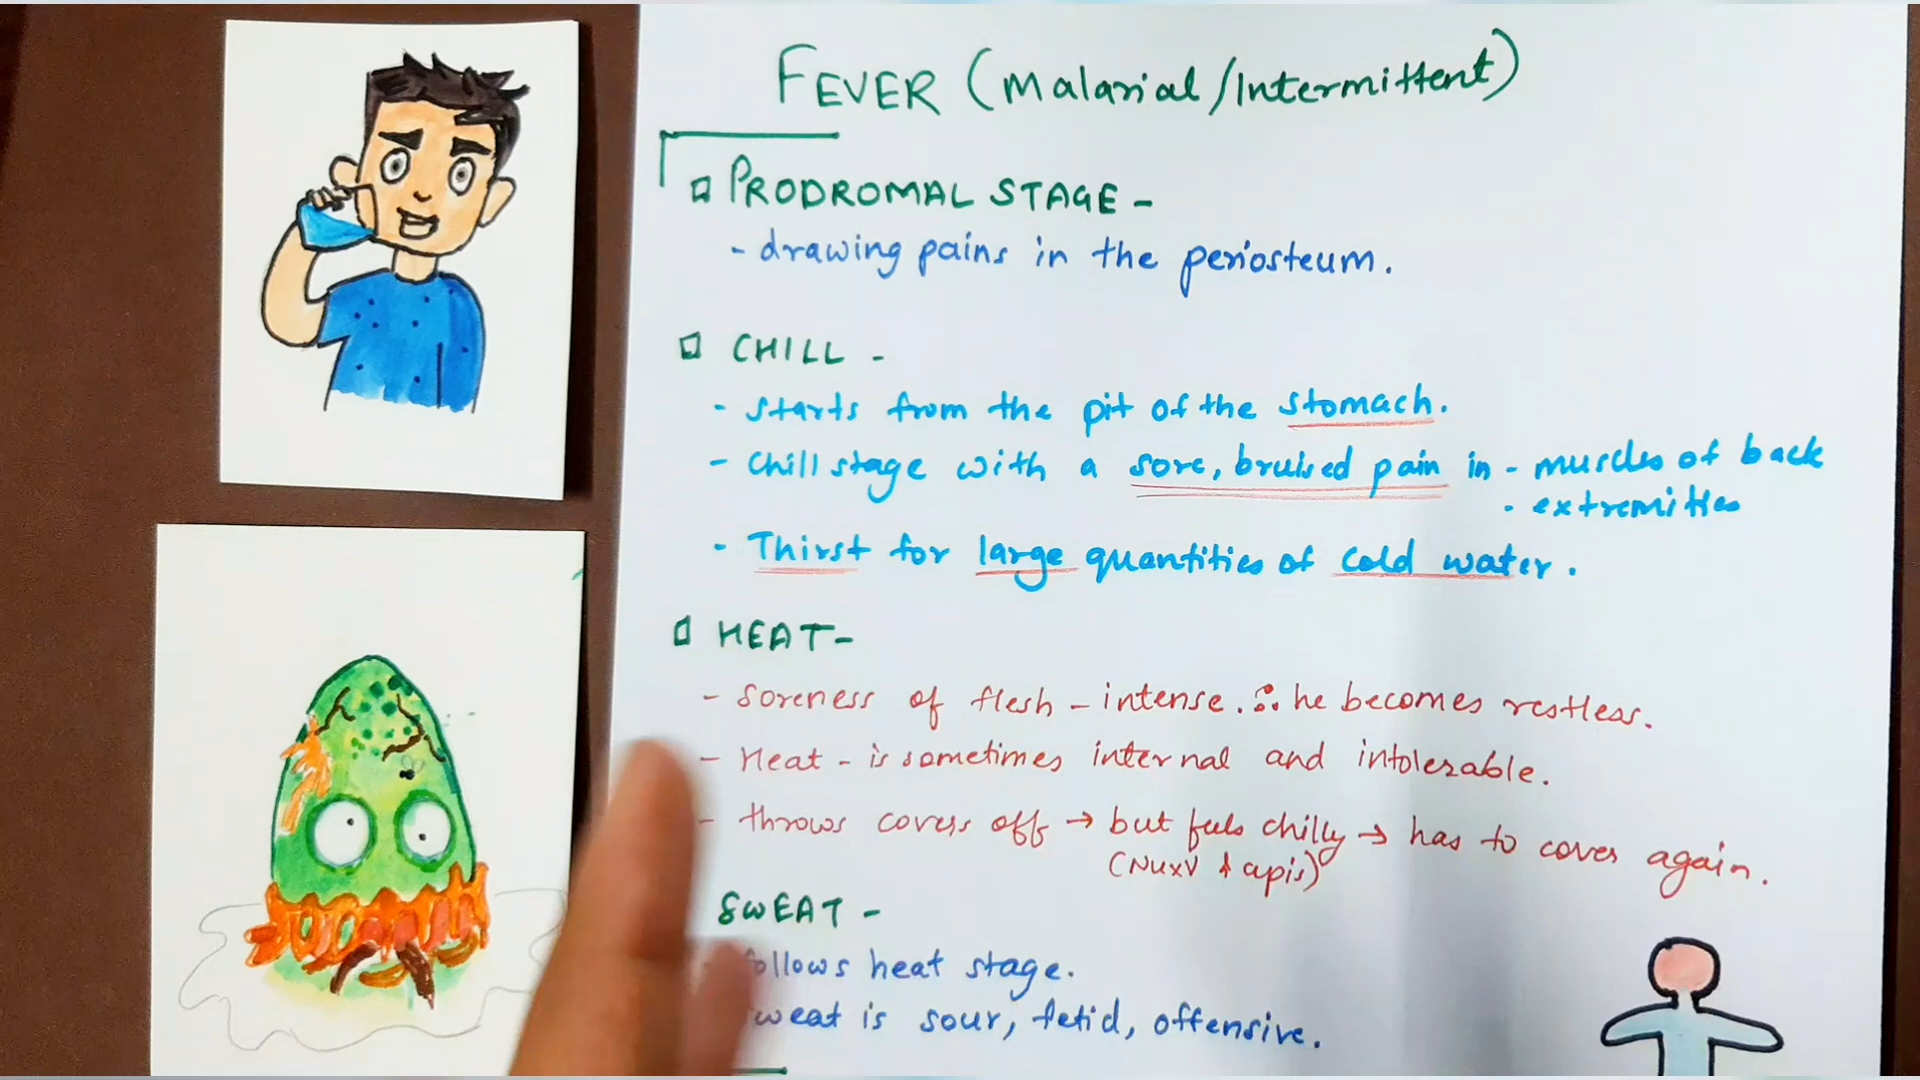 FEVER (Malarial/Intermittent)
PRODROMAL STAGE -
- drawing pains in the periosteum.
CHILL -
- Starts from the pit of the stomach.
- Chill stage with a sore, bruised pain in - muscles of back
- extremities
- Thirst for large quantities of cold water.
HEAT -
- Soreness of flesh - intense. ∴ he becomes restless.
- Heat - is sometimes internal and intolerable.
- throws covers off → but feels chilly → has to cover again.
(NuxV & apis)
SWEAT -
follows heat stage.
sweat is sour, fetid, offensive.